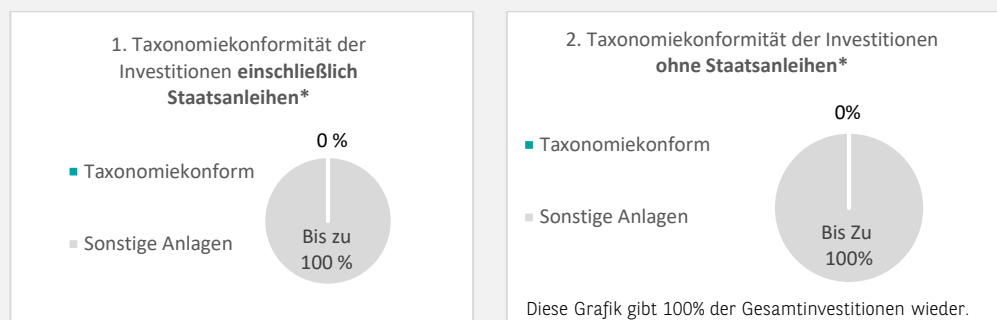 1. Taxonomiekonformität der
Investitionen einschließlich
Staatsanleihen*
0 %
Taxonomiekonform
Sonstige Anlagen
Bis zu
100 %
2. Taxonomiekonformität der Investitionen
ohne Staatsanleihen*
0%
Taxonomiekonform
Sonstige Anlagen
Bis Zu
100%
Diese Grafik gibt 100% der Gesamtinvestitionen wieder.